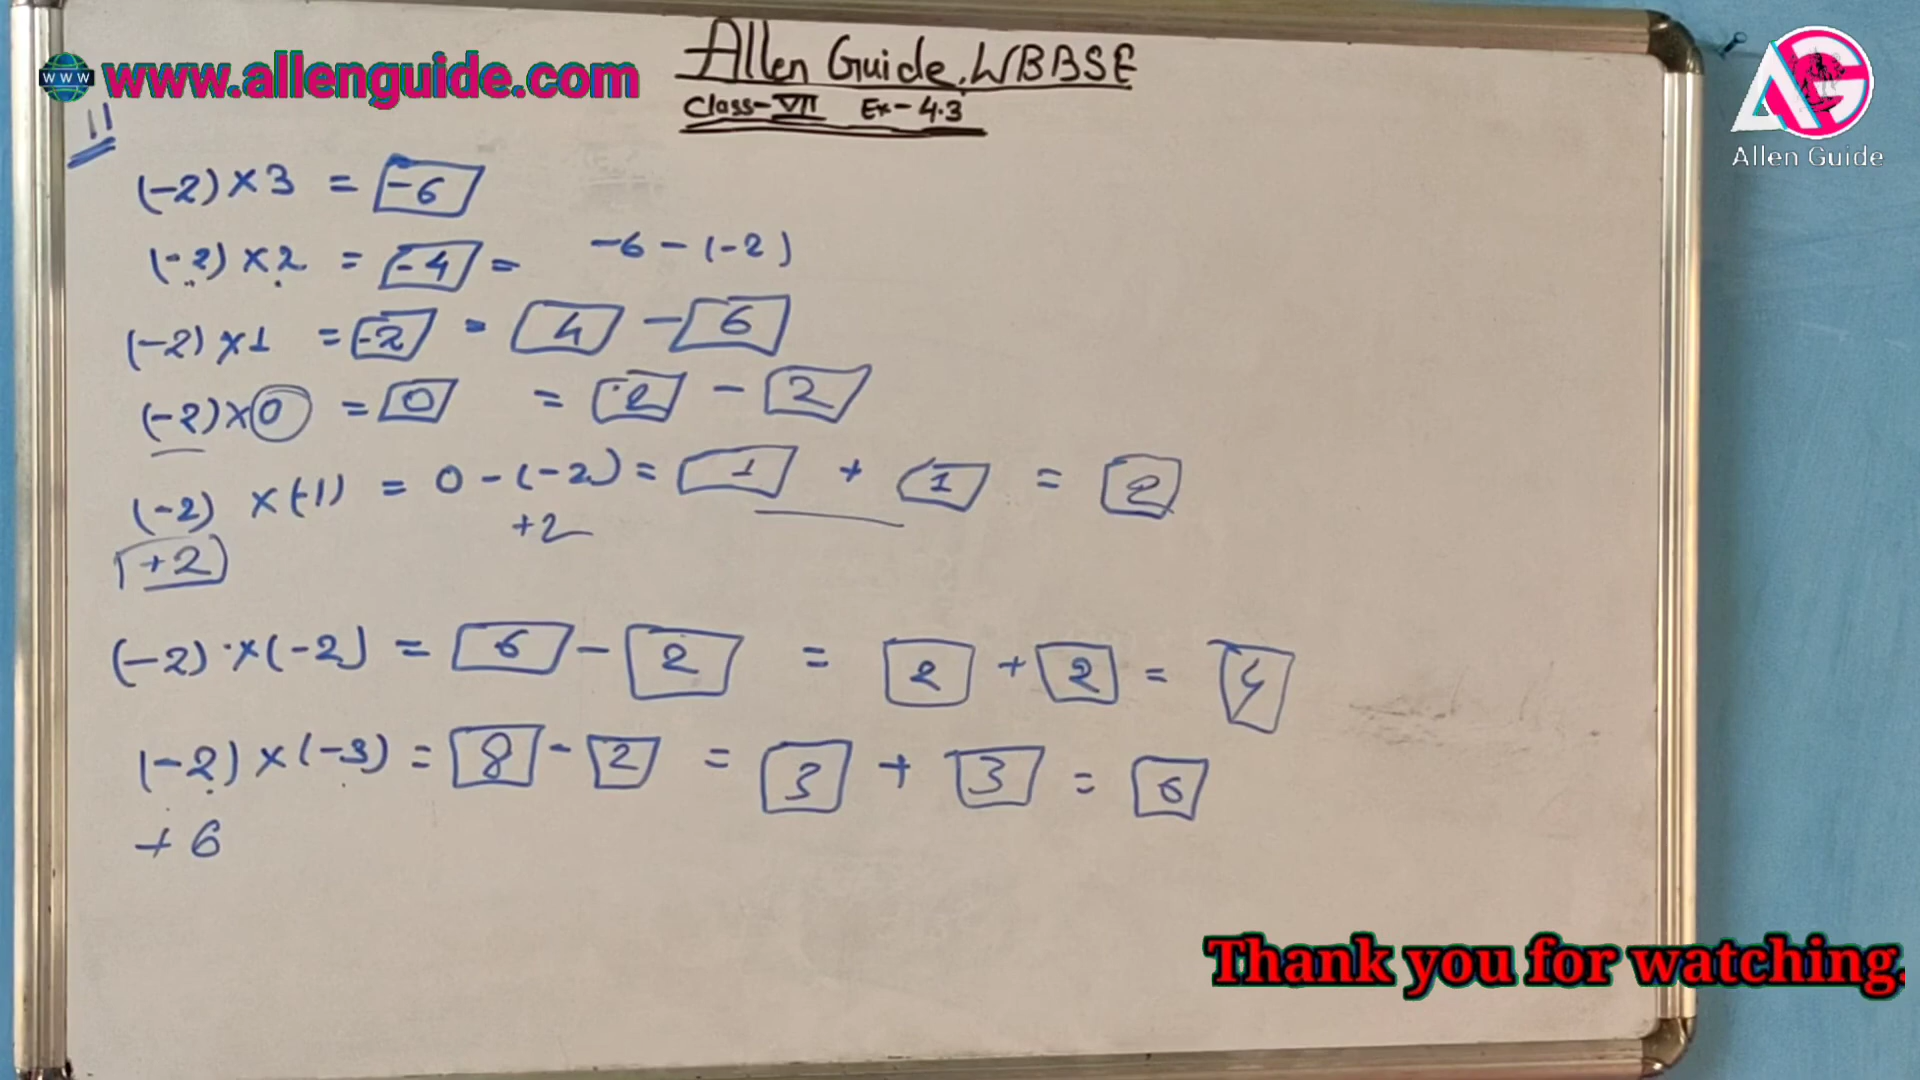 www.allenguide.com
Allen Guide, WBBSE
Class-VII Ex-4.3
11
(-2) × 3 = -6
(-2) × 2 = -4 = -6 - (-2)
(-2) × 1 = -2 = 4 - 6
(-2) × 0 = 0 = 2 - 2
(-2) × (-1) = 0 - (-2) = 1 + 1 = 2
+2
+2
(-2) × (-2) = 6 - 2 = 2 + 2 = 4
(-2) × (-3) = 8 - 2 = 3 + 3 = 6
+6
WWW
AG
Allen Guide
Thank you for watching.